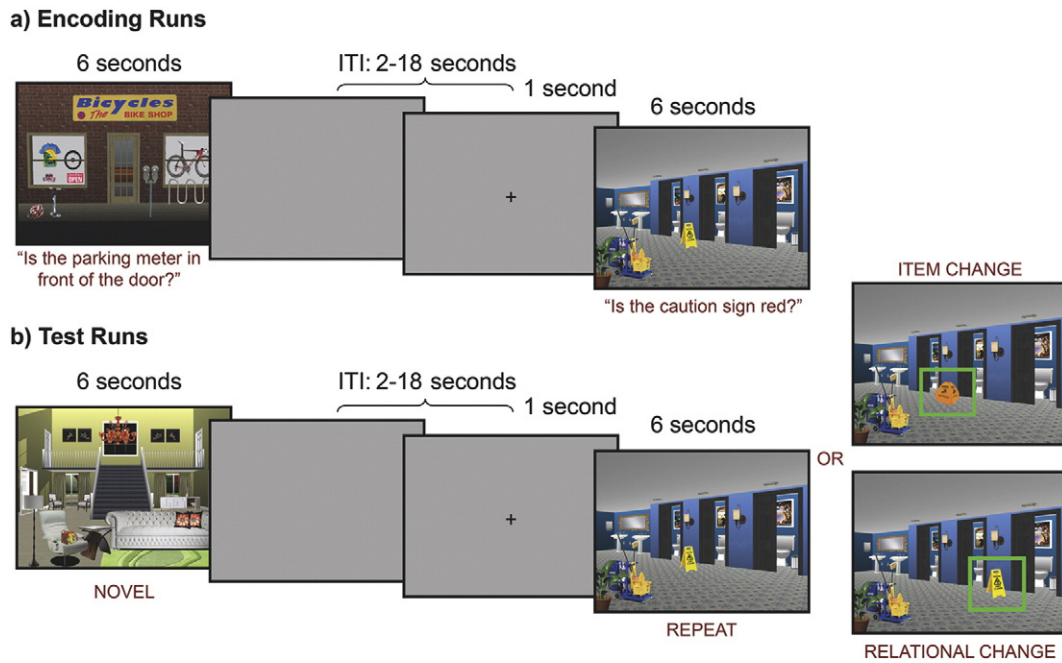 a) Encoding Runs
6 seconds
ITI: 2-18 seconds
1 second
6 seconds
Bicycles
The BIKE SHOP
OPEN
"Is the parking meter in
front of the door?"
"Is the caution sign red?"
ITEM CHANGE
b) Test Runs
6 seconds
ITI: 2-18 seconds
1 second
6 seconds
OR
NOVEL
REPEAT
RELATIONAL CHANGE